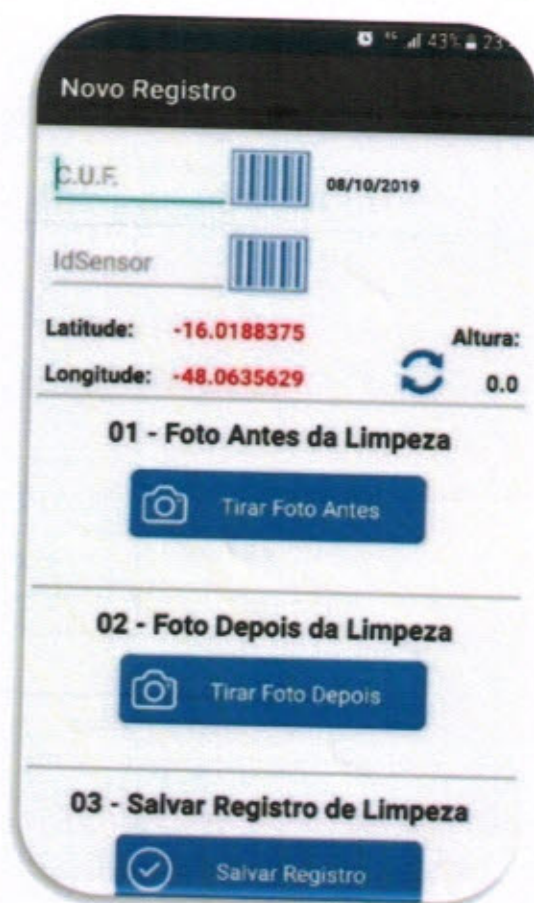 43%
Novo Registro
C.U.F.
08/10/2019
IdSensor
Latitude: -16.0188375
Altura:
Longitude: -48.0635629
0.0
01 - Foto Antes da Limpeza
Tirar Foto Antes
02 - Foto Depois da Limpeza
Tirar Foto Depois
03 - Salvar Registro de Limpeza
Salvar Registro